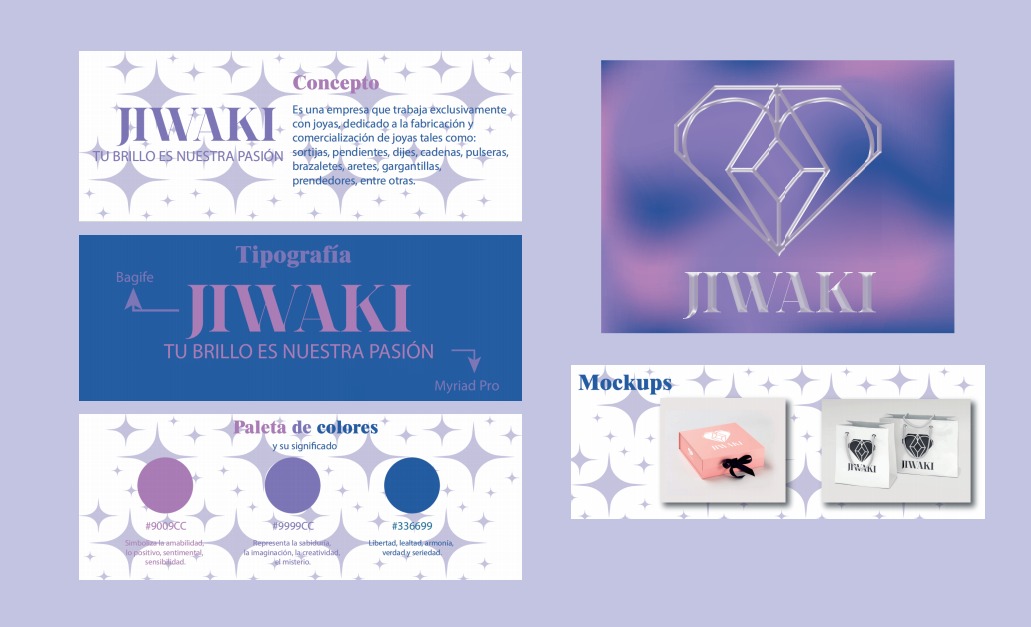 JIWAKI
TU BRILLO ES NUESTRA PASIÓN
Concepto
Es una empresa que trabaja exclusivamente
con joyas, dedicado a la fabricación y
comercialización de joyas tales como:
sortijas, pendientes, dijes, cadenas, pulseras,
brazaletes, aretes, gargantillas,
prendedores, entre otras.
Tipografía
Bagife
JIWAKI
TU BRILLO ES NUESTRA PASIÓN
Myriad Pro
Paleta de colores
y su significado
#9009CC
Simboliza la amabilidad,
lo positivo, sentimental,
sensibilidad.
#9999CC
Representa la sabiduría,
la imaginación, la creatividad,
el misterio.
#336699
Libertad, lealtad, armonía,
verdad y seriedad.
JIWAKI
Mockups
JIWAKI
JIWAKI
JIWAKI